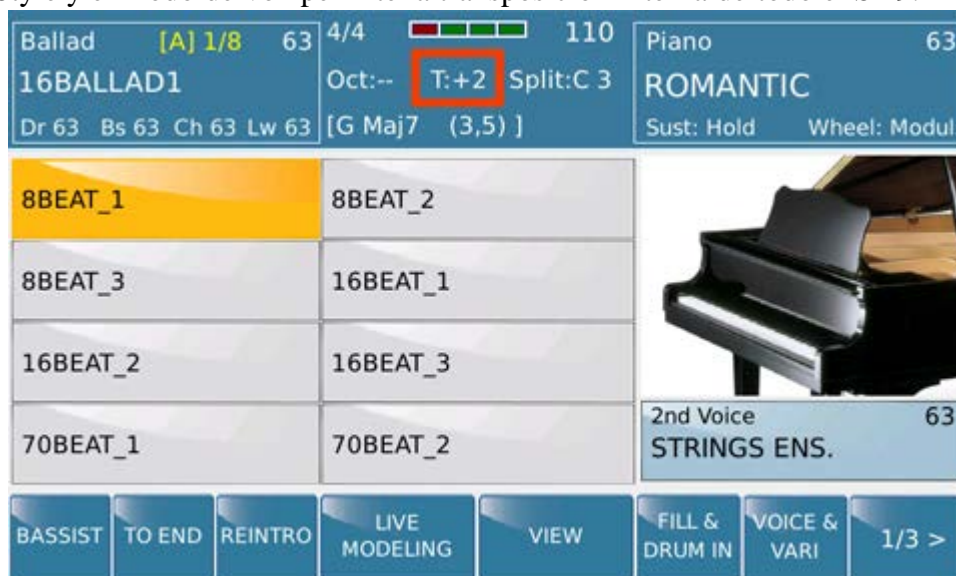 Ballad [A] 1/8 63
16BALLAD1
Dr 63 Bs 63 Ch 63 Lw 63
4/4 110
Oct:-- T:+2 Split:C 3
[G Maj7 (3,5) ]
Piano 63
ROMANTIC
Sust: Hold Wheel: Modul
8BEAT_1 8BEAT_2
8BEAT_3 16BEAT_1
16BEAT_2 16BEAT_3
70BEAT_1 70BEAT_2
2nd Voice 63
STRINGS ENS.
BASSIST TO END REINTRO LIVE MODELING VIEW FILL & DRUM IN VOICE & VARI 1/3 >